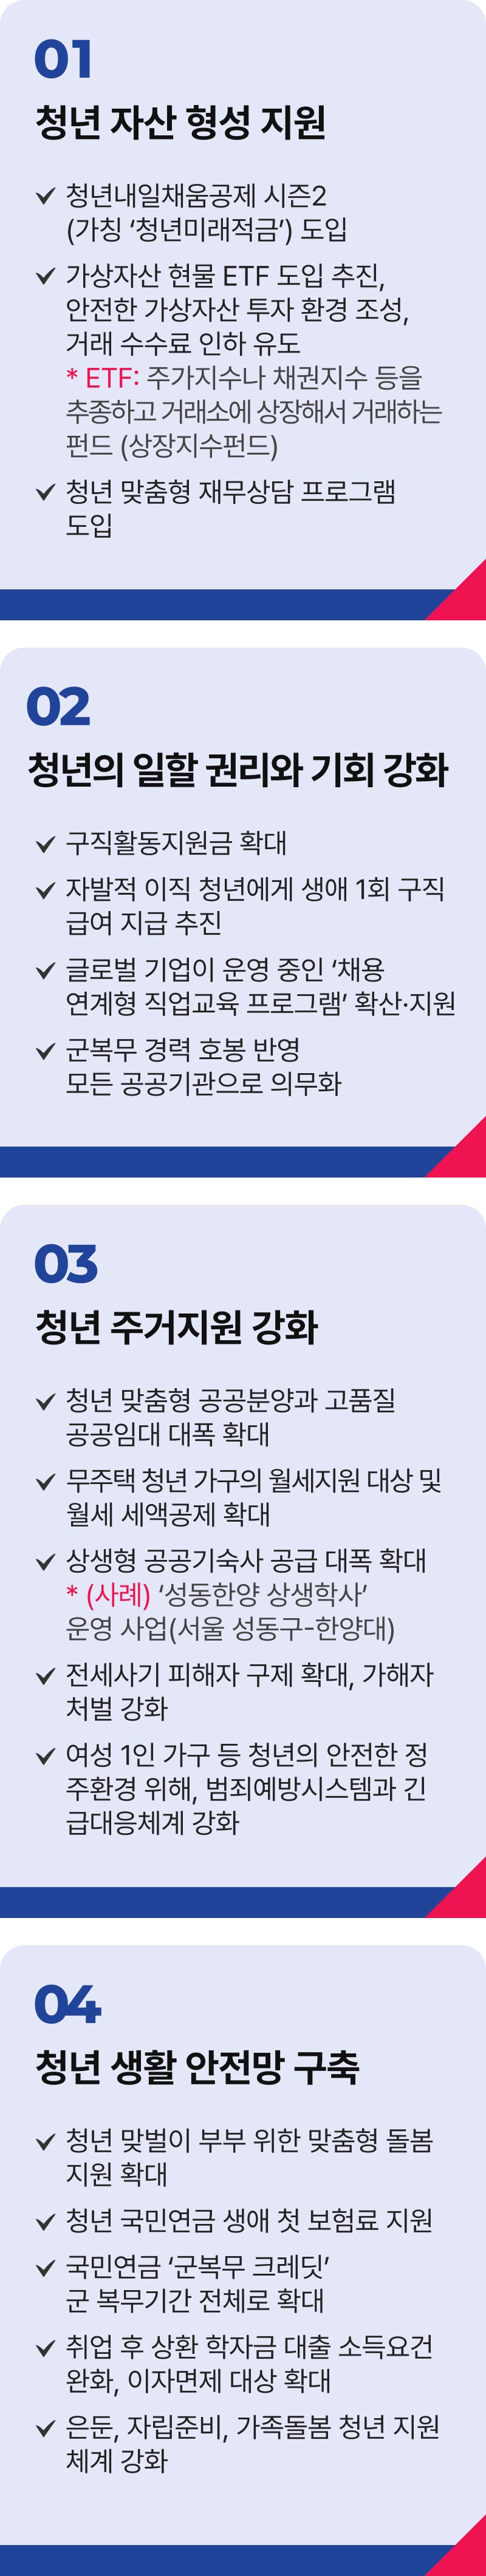 01
청년 자산 형성 지원
청년내일채움공제 시즌2
(가칭 ‘청년미래적금’) 도입
가상자산 현물 ETF 도입 추진,
안전한 가상자산 투자 환경 조성,
거래 수수료 인하 유도
* ETF: 주가지수나 채권지수 등을
추종하고 거래소에 상장해서 거래하는
펀드 (상장지수펀드)
청년 맞춤형 재무상담 프로그램
도입
02
청년의 일할 권리와 기회 강화
구직활동지원금 확대
자발적 이직 청년에게 생애 1회 구직
급여 지급 추진
글로벌 기업이 운영 중인 ‘채용
연계형 직업교육 프로그램’ 확산·지원
군복무 경력 호봉 반영
모든 공공기관으로 의무화
03
청년 주거지원 강화
청년 맞춤형 공공분양과 고품질
공공임대 대폭 확대
무주택 청년 가구의 월세지원 대상 및
월세 세액공제 확대
상생형 공공기숙사 공급 대폭 확대
* (사례) ‘성동한양 상생학사’
운영 사업(서울 성동구-한양대)
전세사기 피해자 구제 확대, 가해자
처벌 강화
여성 1인 가구 등 청년의 안전한 정
주환경 위해, 범죄예방시스템과 긴
급대응체계 강화
04
청년 생활 안전망 구축
청년 맞벌이 부부 위한 맞춤형 돌봄
지원 확대
청년 국민연금 생애 첫 보험료 지원
국민연금 ‘군복무 크레딧’
군 복무기간 전체로 확대
취업 후 상환 학자금 대출 소득요건
완화, 이자면제 대상 확대
은둔, 자립준비, 가족돌봄 청년 지원
체계 강화